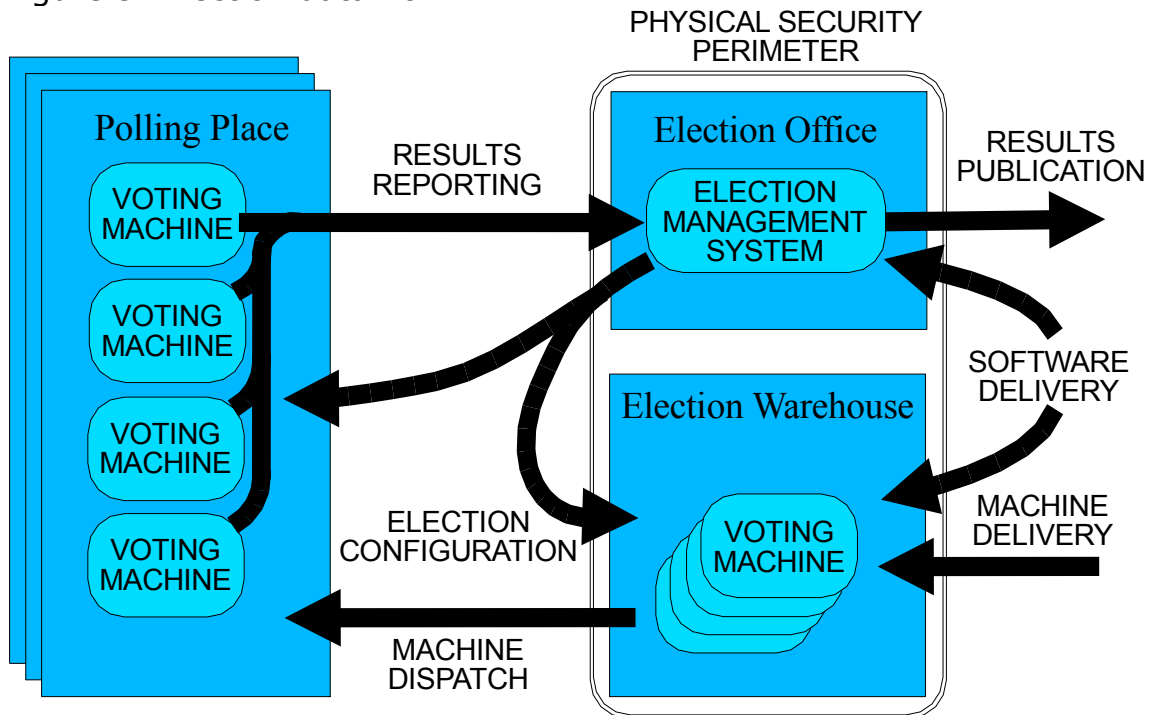 PHYSICAL SECURITY
PERIMETER
Polling Place
VOTING
MACHINE
VOTING
MACHINE
VOTING
MACHINE
VOTING
MACHINE
RESULTS
REPORTING
Election Office
ELECTION
MANAGEMENT
SYSTEM
RESULTS
PUBLICATION
SOFTWARE
DELIVERY
Election Warehouse
VOTING
MACHINE
MACHINE
DELIVERY
ELECTION
CONFIGURATION
MACHINE
DISPATCH